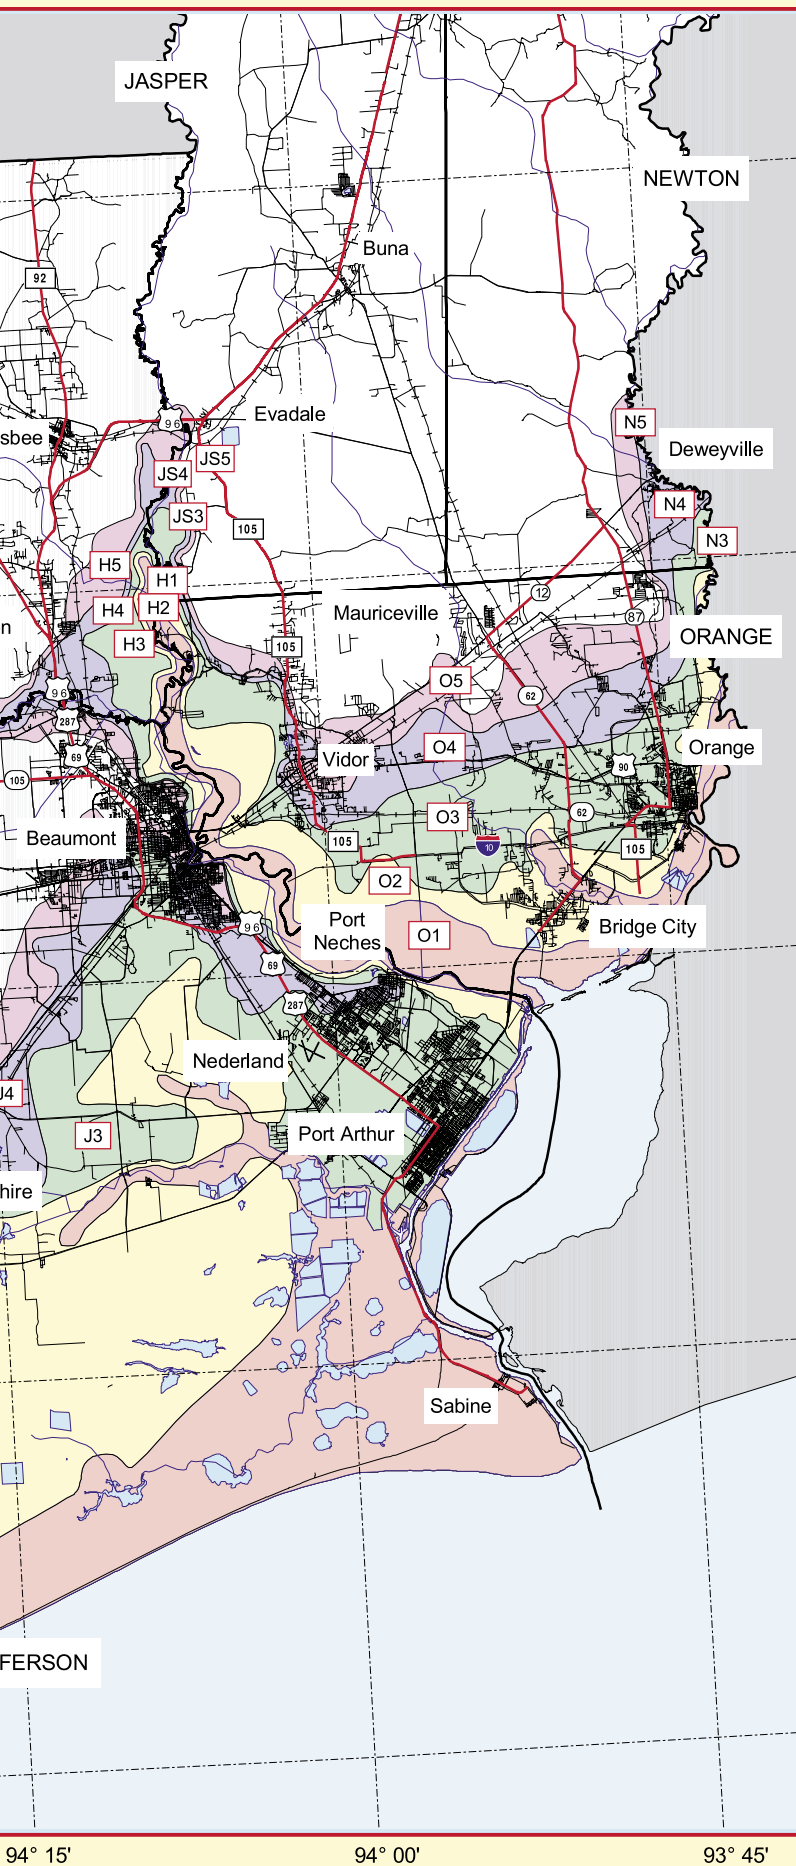 JASPER
NEWTON
Buna
92
96
Evadale
sbee
N5
Deweyville
JS5
JS4
N4
JS3
105
N3
H5
H1
12
H4
H2
Mauriceville
87
n
H3
105
ORANGE
O5
96
62
287
O4
Orange
69
Vidor
90
105
O3
62
Beaumont
105
10
105
O2
Port
Neches
96
O1
Bridge City
69
287
Nederland
J4
J3
Port Arthur
hire
Sabine
FERSON
94° 15'
94° 00'
93° 45'